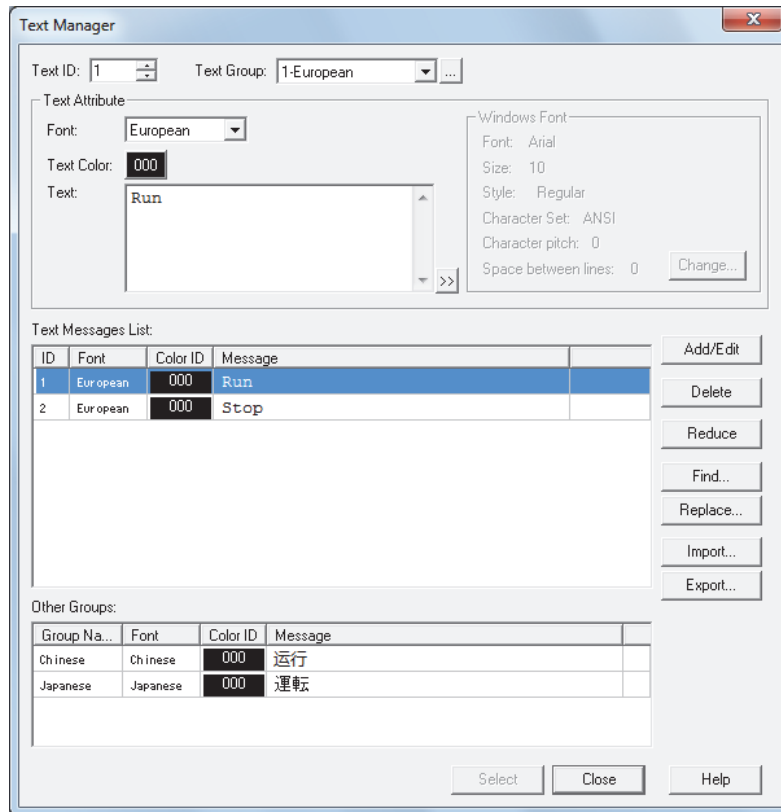 Text Manager
Text ID: 1 Text Group: 1-European ...
Text Attribute
Font: European
Text Color: 000
Text: Run
>>
Windows Font
Font: Arial
Size: 10
Style: Regular
Character Set: ANSI
Character pitch: 0
Space between lines: 0 Change...
Text Messages List:
ID Font Color ID Message
1 European 000 Run
2 European 000 Stop
Add/Edit
Delete
Reduce
Find...
Replace...
Import...
Export...
Other Groups:
Group Na... Font Color ID Message
Chinese Chinese 000 运行
Japanese Japanese 000 運転
Select Close Help